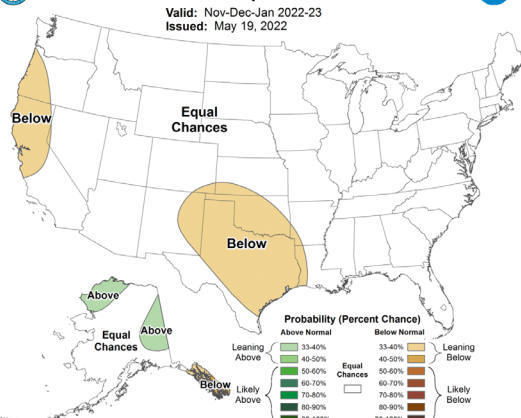 Valid: Nov-Dec-Jan 2022-23
Issued: May 19, 2022
Below
Equal
Chances
Below
Above
Equal
Chances
Above
Below
Probability (Percent Chance)
Above Normal
Below Normal
Leaning
Above
33-40%
40-50%
50-60%
60-70%
70-80%
80-90%
Likely
Above
Equal
Chances
33-40%
40-50%
50-60%
60-70%
70-80%
80-90%
Leaning
Below
Likely
Below